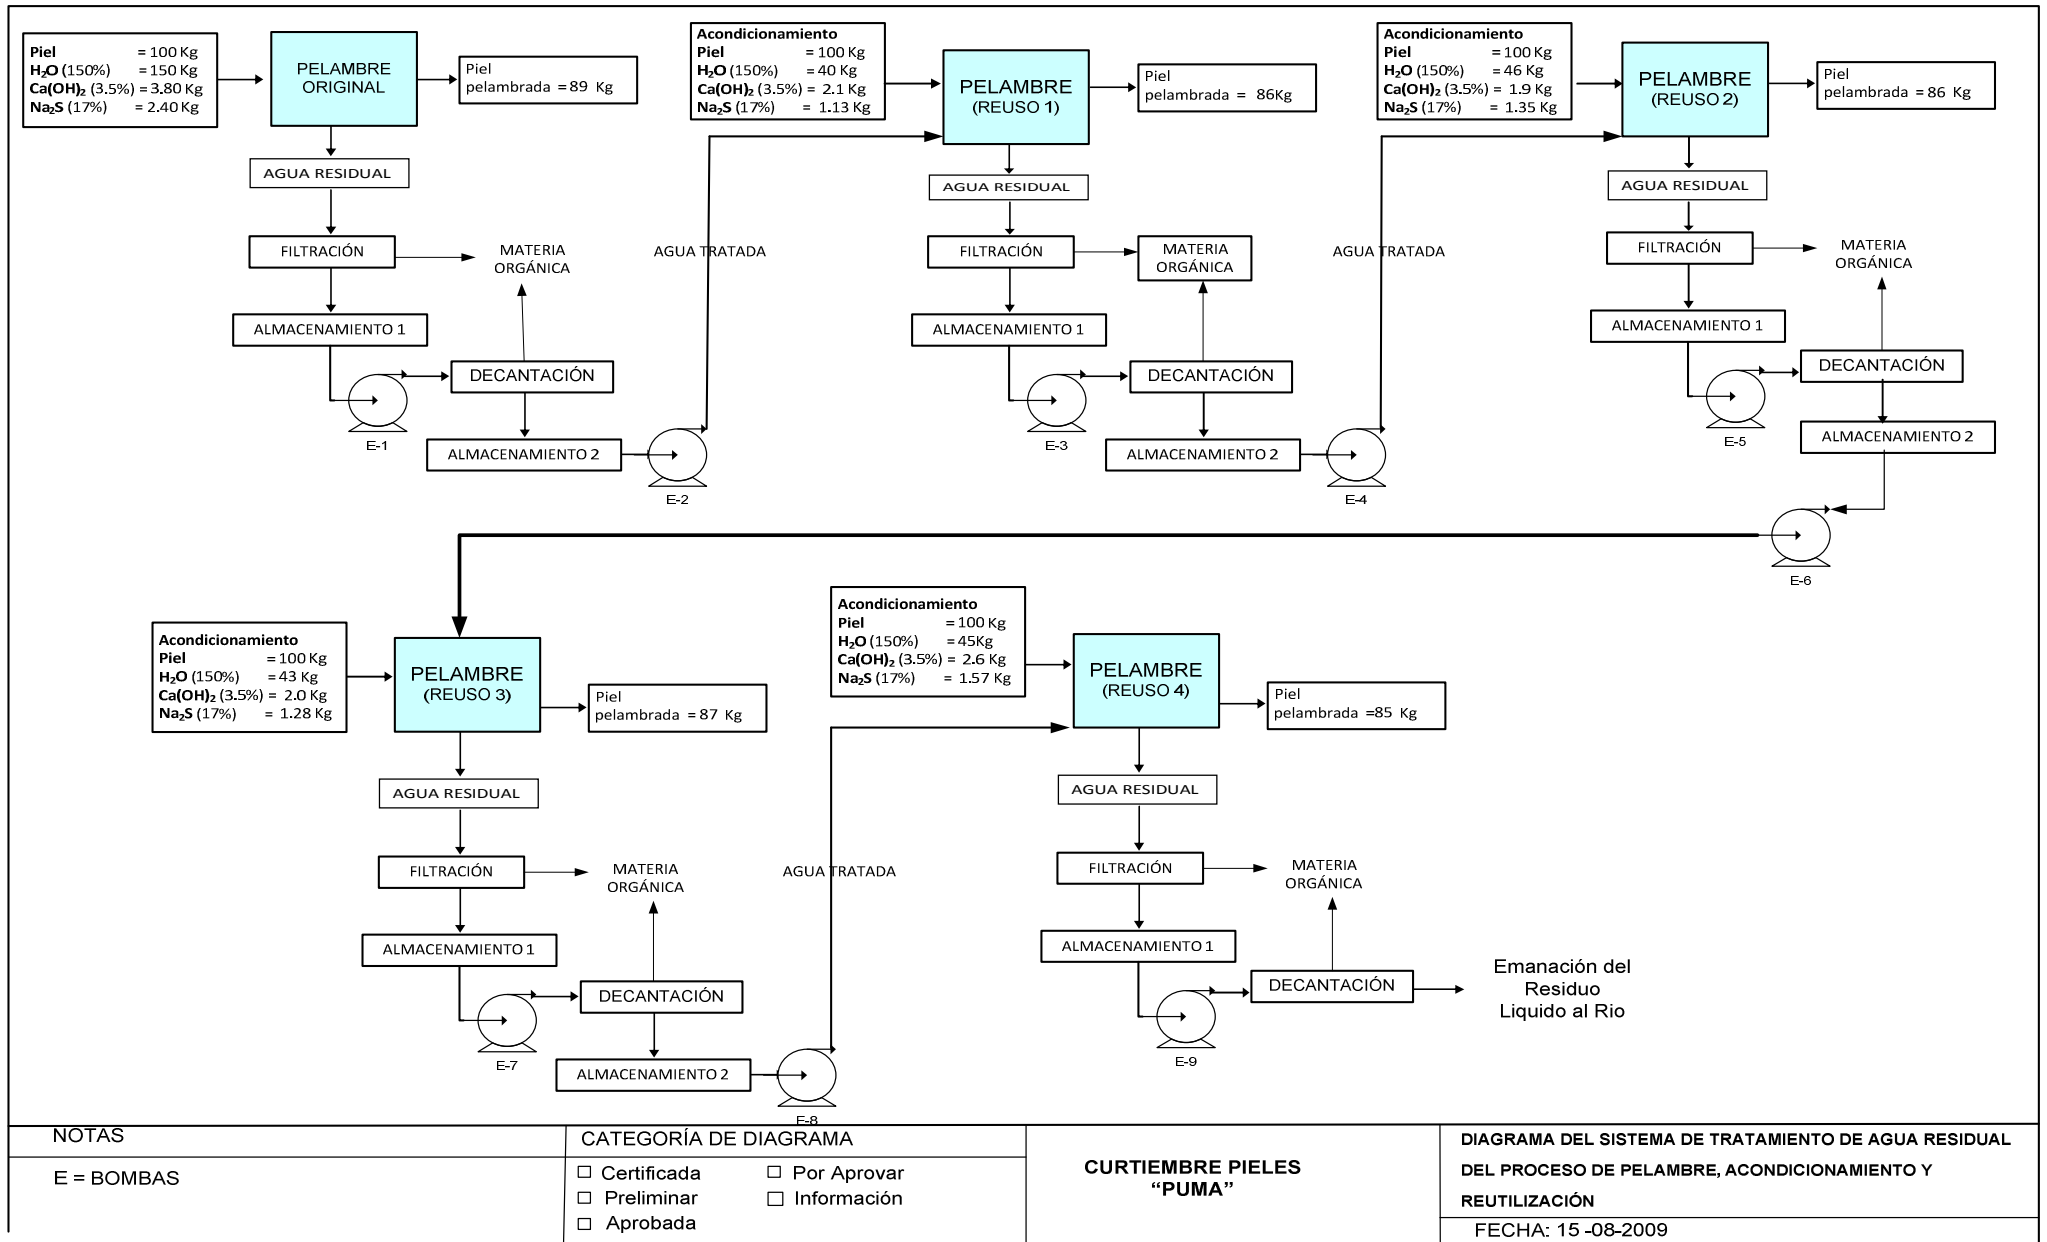 Piel = 100 Kg
H₂O (150%) = 150 Kg
Ca(OH)₂ (3.5%) = 3.80 Kg
Na₂S (17%) = 2.40 Kg
PELAMBRE
ORIGINAL
Piel
pelambrada = 89 Kg
AGUA RESIDUAL
FILTRACIÓN
MATERIA
ORGÁNICA
ALMACENAMIENTO 1
E-1
DECANTACIÓN
ALMACENAMIENTO 2
E-2
AGUA TRATADA
Acondicionamiento
Piel = 100 Kg
H₂O (150%) = 40 Kg
Ca(OH)₂ (3.5%) = 2.1 Kg
Na₂S (17%) = 1.13 Kg
PELAMBRE
(REUSO 1)
Piel
pelambrada = 86Kg
AGUA RESIDUAL
FILTRACIÓN
MATERIA
ORGÁNICA
ALMACENAMIENTO 1
E-3
DECANTACIÓN
ALMACENAMIENTO 2
E-4
AGUA TRATADA
Acondicionamiento
Piel = 100 Kg
H₂O (150%) = 46 Kg
Ca(OH)₂ (3.5%) = 1.9 Kg
Na₂S (17%) = 1.35 Kg
PELAMBRE
(REUSO 2)
Piel
pelambrada = 86 Kg
AGUA RESIDUAL
FILTRACIÓN
MATERIA
ORGÁNICA
ALMACENAMIENTO 1
E-5
DECANTACIÓN
ALMACENAMIENTO 2
E-6
Acondicionamiento
Piel = 100 Kg
H₂O (150%) = 43 Kg
Ca(OH)₂ (3.5%) = 2.0 Kg
Na₂S (17%) = 1.28 Kg
PELAMBRE
(REUSO 3)
Piel
pelambrada = 87 Kg
AGUA RESIDUAL
FILTRACIÓN
MATERIA
ORGÁNICA
ALMACENAMIENTO 1
E-7
DECANTACIÓN
ALMACENAMIENTO 2
E-8
AGUA TRATADA
Acondicionamiento
Piel = 100 Kg
H₂O (150%) = 45Kg
Ca(OH)₂ (3.5%) = 2.6 Kg
Na₂S (17%) = 1.57 Kg
PELAMBRE
(REUSO 4)
Piel
pelambrada =85 Kg
AGUA RESIDUAL
FILTRACIÓN
MATERIA
ORGÁNICA
ALMACENAMIENTO 1
E-9
DECANTACIÓN
Emanación del
Residuo
Liquido al Rio
NOTAS
E = BOMBAS
CATEGORÍA DE DIAGRAMA
Certificada
Por Aprovar
Preliminar
Información
Aprobada
CURTIEMBRE PIELES
“PUMA”
DIAGRAMA DEL SISTEMA DE TRATAMIENTO DE AGUA RESIDUAL
DEL PROCESO DE PELAMBRE, ACONDICIONAMIENTO Y
REUTILIZACIÓN
FECHA: 15 -08-2009